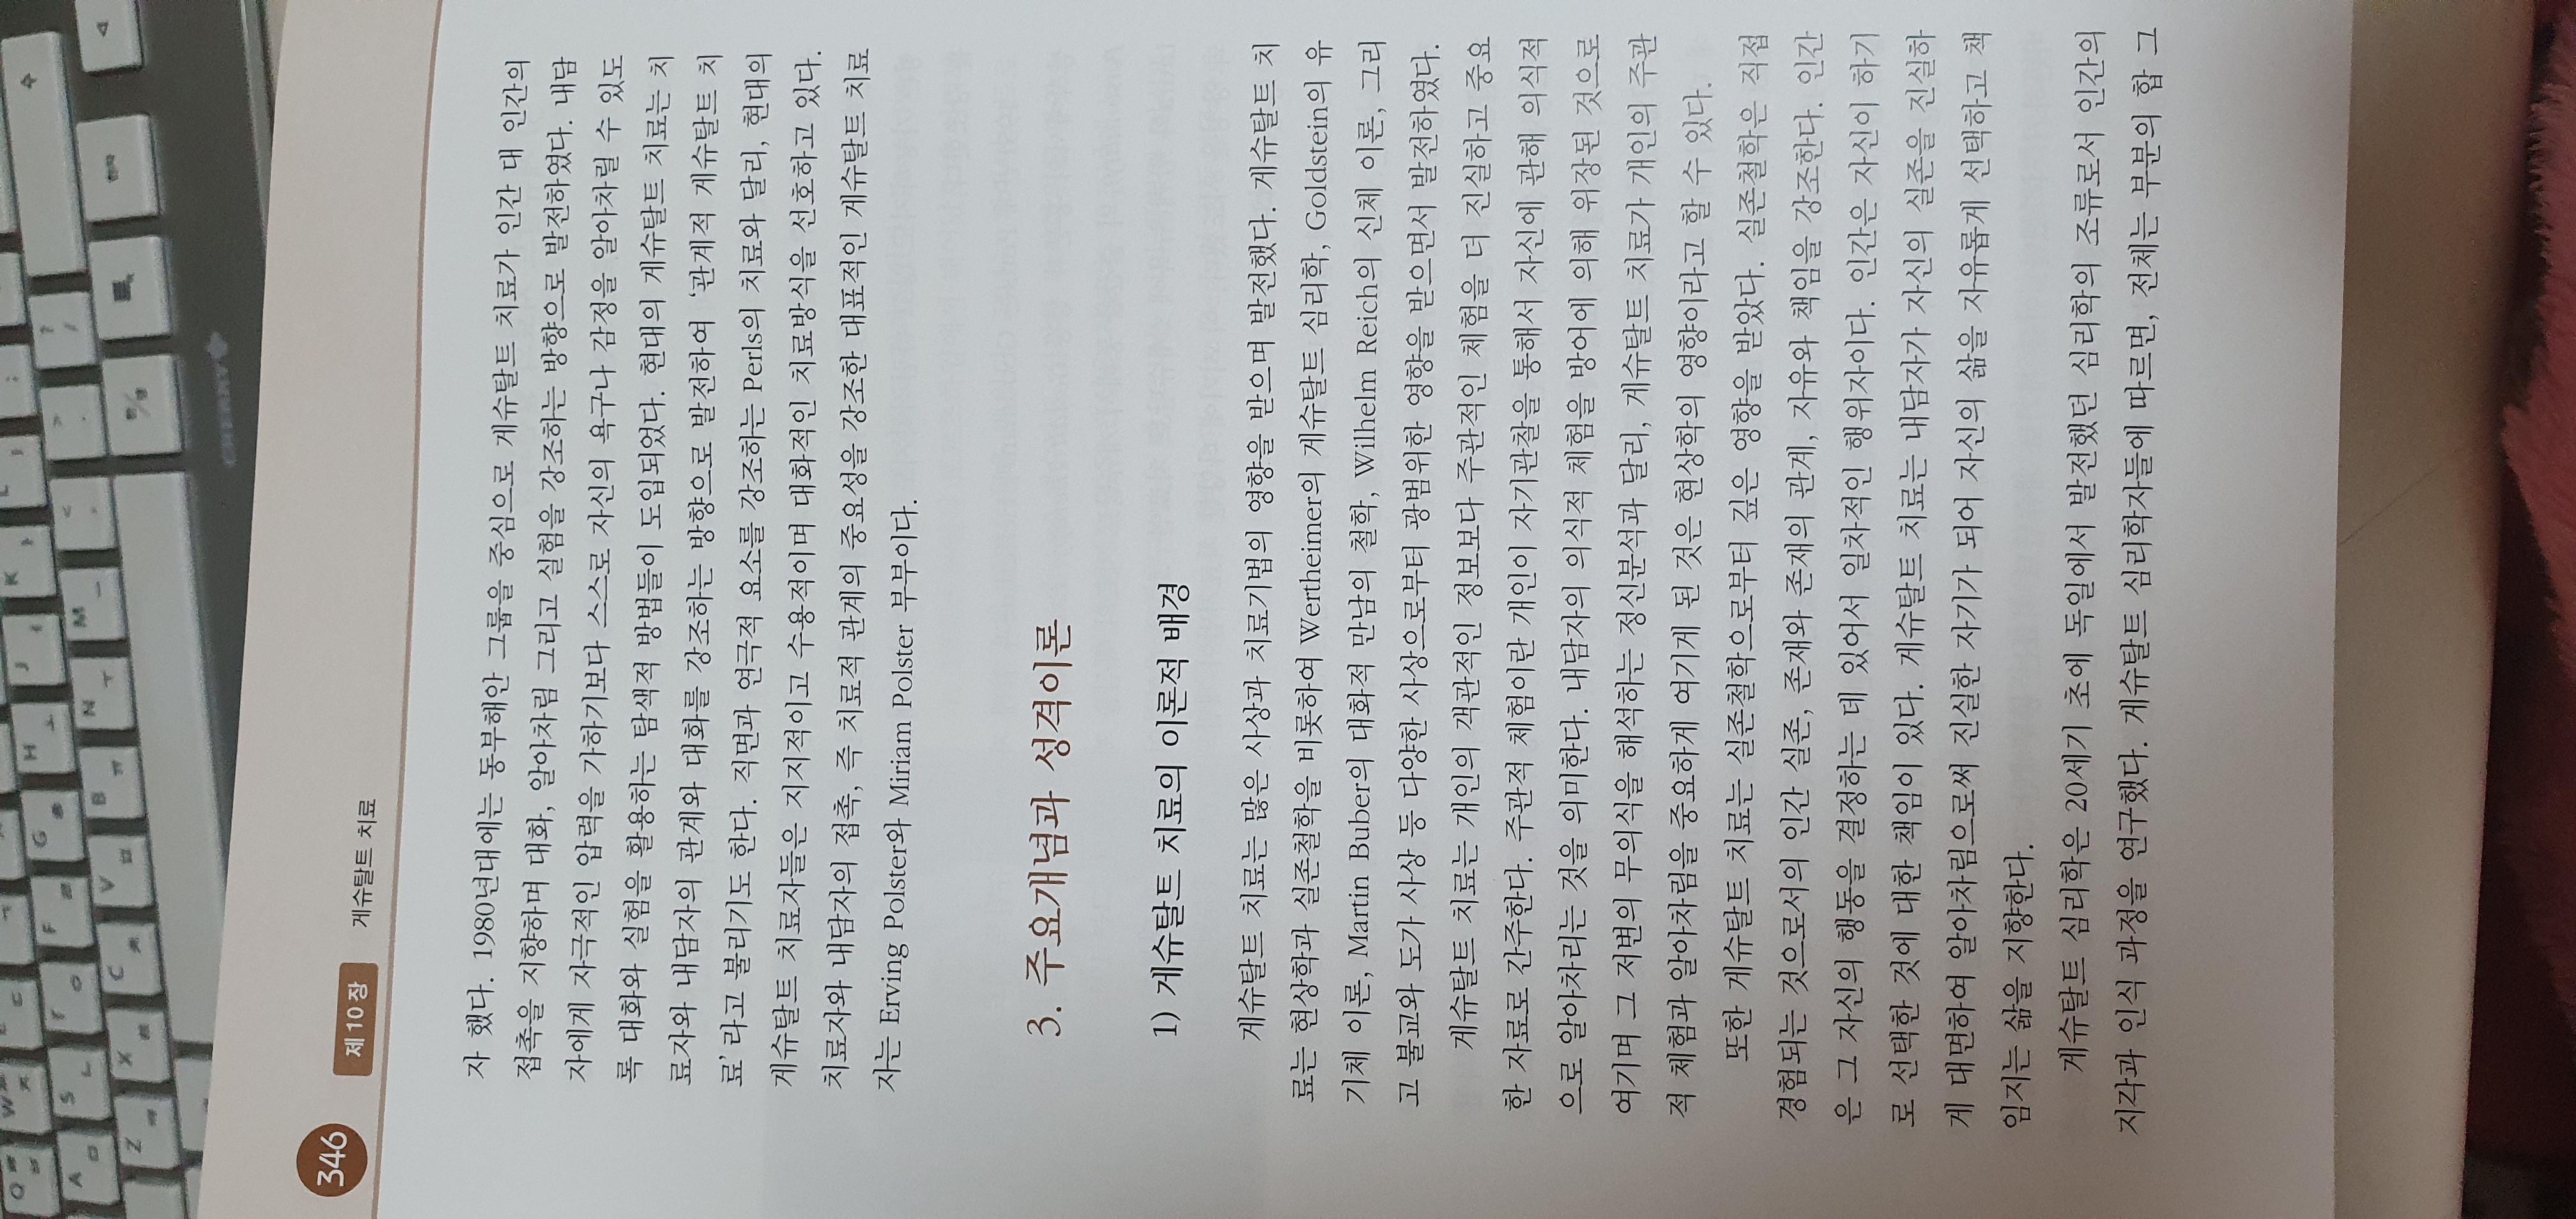 Q
W
A ㅁ
S ㄴ
F ㄹ
G ㅎ
H ㅗ
J ㅓ
K ㅏ
L ㅣ
Z ㅋ
X ㅌ
C ㅊ
V ㅍ
B ㅠ
N ㅜ
M ㅡ
한/영
한자
CHERRY
346
제10장 게슈탈트 치료
자 했다. 1980년대에는 동부해안 그룹을 중심으로 게슈탈트 치료가 인간 대 인간의
접촉을 지향하며 대화, 알아차림 그리고 실험을 강조하는 방향으로 발전하였다. 내담
자에게 자극적인 압력을 가하기보다 스스로 자신의 욕구나 감정을 알아차릴 수 있도
록 대화와 실험을 활용하는 탐색적 방법들이 도입되었다. 현대의 게슈탈트 치료는 치
료자와 내담자의 관계와 대화를 강조하는 방향으로 발전하여 ‘관계적 게슈탈트 치
료’라고 불리기도 한다. 직면과 연극적 요소를 강조하는 Perls의 치료와 달리, 현대의
게슈탈트 치료자들은 지지적이고 수용적이며 대화적인 치료방식을 선호하고 있다.
치료자와 내담자의 접촉, 즉 치료적 관계의 중요성을 강조한 대표적인 게슈탈트 치료
자는 Erving Polster와 Miriam Polster 부부이다.
3. 주요개념과 성격이론
1) 게슈탈트 치료의 이론적 배경
게슈탈트 치료는 많은 사상과 치료기법의 영향을 받으며 발전했다. 게슈탈트 치
료는 현상학과 실존철학을 비롯하여 Wertheimer의 게슈탈트 심리학, Goldstein의 유
기체 이론, Martin Buber의 대화적 만남의 철학, Wilhelm Reich의 신체 이론, 그리
고 불교와 도가 사상 등 다양한 사상으로부터 광범위한 영향을 받으면서 발전하였다.
게슈탈트 치료는 개인의 객관적인 정보보다 주관적인 체험을 더 진실하고 중요
한 자료로 간주한다. 주관적 체험이란 개인이 자기관찰을 통해서 자신에 관해 의식적
으로 알아차리는 것을 의미한다. 내담자의 의식적 체험을 방어에 의해 위장된 것으로
여기며 그 저변의 무의식을 해석하는 정신분석과 달리, 게슈탈트 치료가 개인의 주관
적 체험과 알아차림을 중요하게 여기게 된 것은 현상학의 영향이라고 할 수 있다.
또한 게슈탈트 치료는 실존철학으로부터 깊은 영향을 받았다. 실존철학은 직접
경험되는 것으로서의 인간 실존, 존재와 존재의 관계, 자유와 책임을 강조한다. 인간
은 그 자신의 행동을 결정하는 데 있어서 일차적인 행위자이다. 인간은 자신이 하기
로 선택한 것에 대한 책임이 있다. 게슈탈트 치료는 내담자가 자신의 실존을 진실하
게 대면하여 알아차림으로써 진실한 자기가 되어 자신의 삶을 자유롭게 선택하고 책
임지는 삶을 지향한다.
게슈탈트 심리학은 20세기 초에 독일에서 발전했던 심리학의 조류로서 인간의
지각과 인식 과정을 연구했다. 게슈탈트 심리학자들에 따르면, 전체는 부분의 합 그